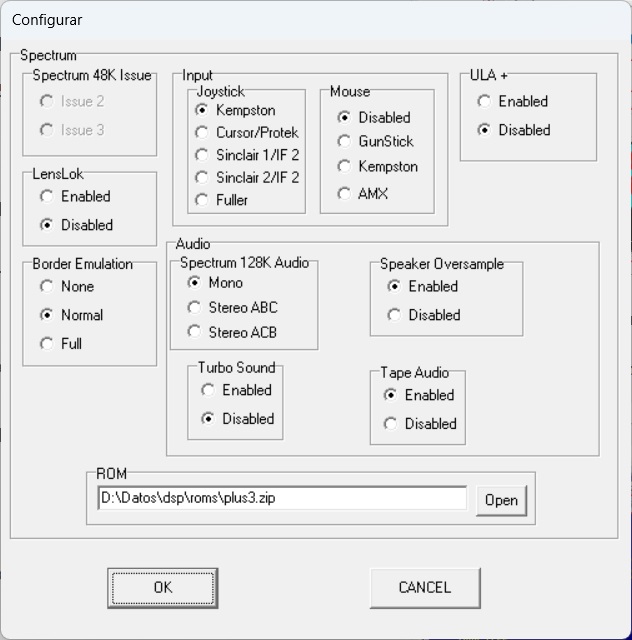 Configurar
Spectrum
Spectrum 48K Issue
Issue 2
Issue 3
LensLok
Enabled
Disabled
Border Emulation
None
Normal
Full
Input
Joystick
Kempston
Cursor/Protek
Sinclair 1/IF 2
Sinclair 2/IF 2
Fuller
Mouse
Disabled
GunStick
Kempston
AMX
ULA +
Enabled
Disabled
Audio
Spectrum 128K Audio
Mono
Stereo ABC
Stereo ACB
Speaker Oversample
Enabled
Disabled
Turbo Sound
Enabled
Disabled
Tape Audio
Enabled
Disabled
ROM
D:\Datos\dsp\roms\plus3.zip
Open
OK
CANCEL